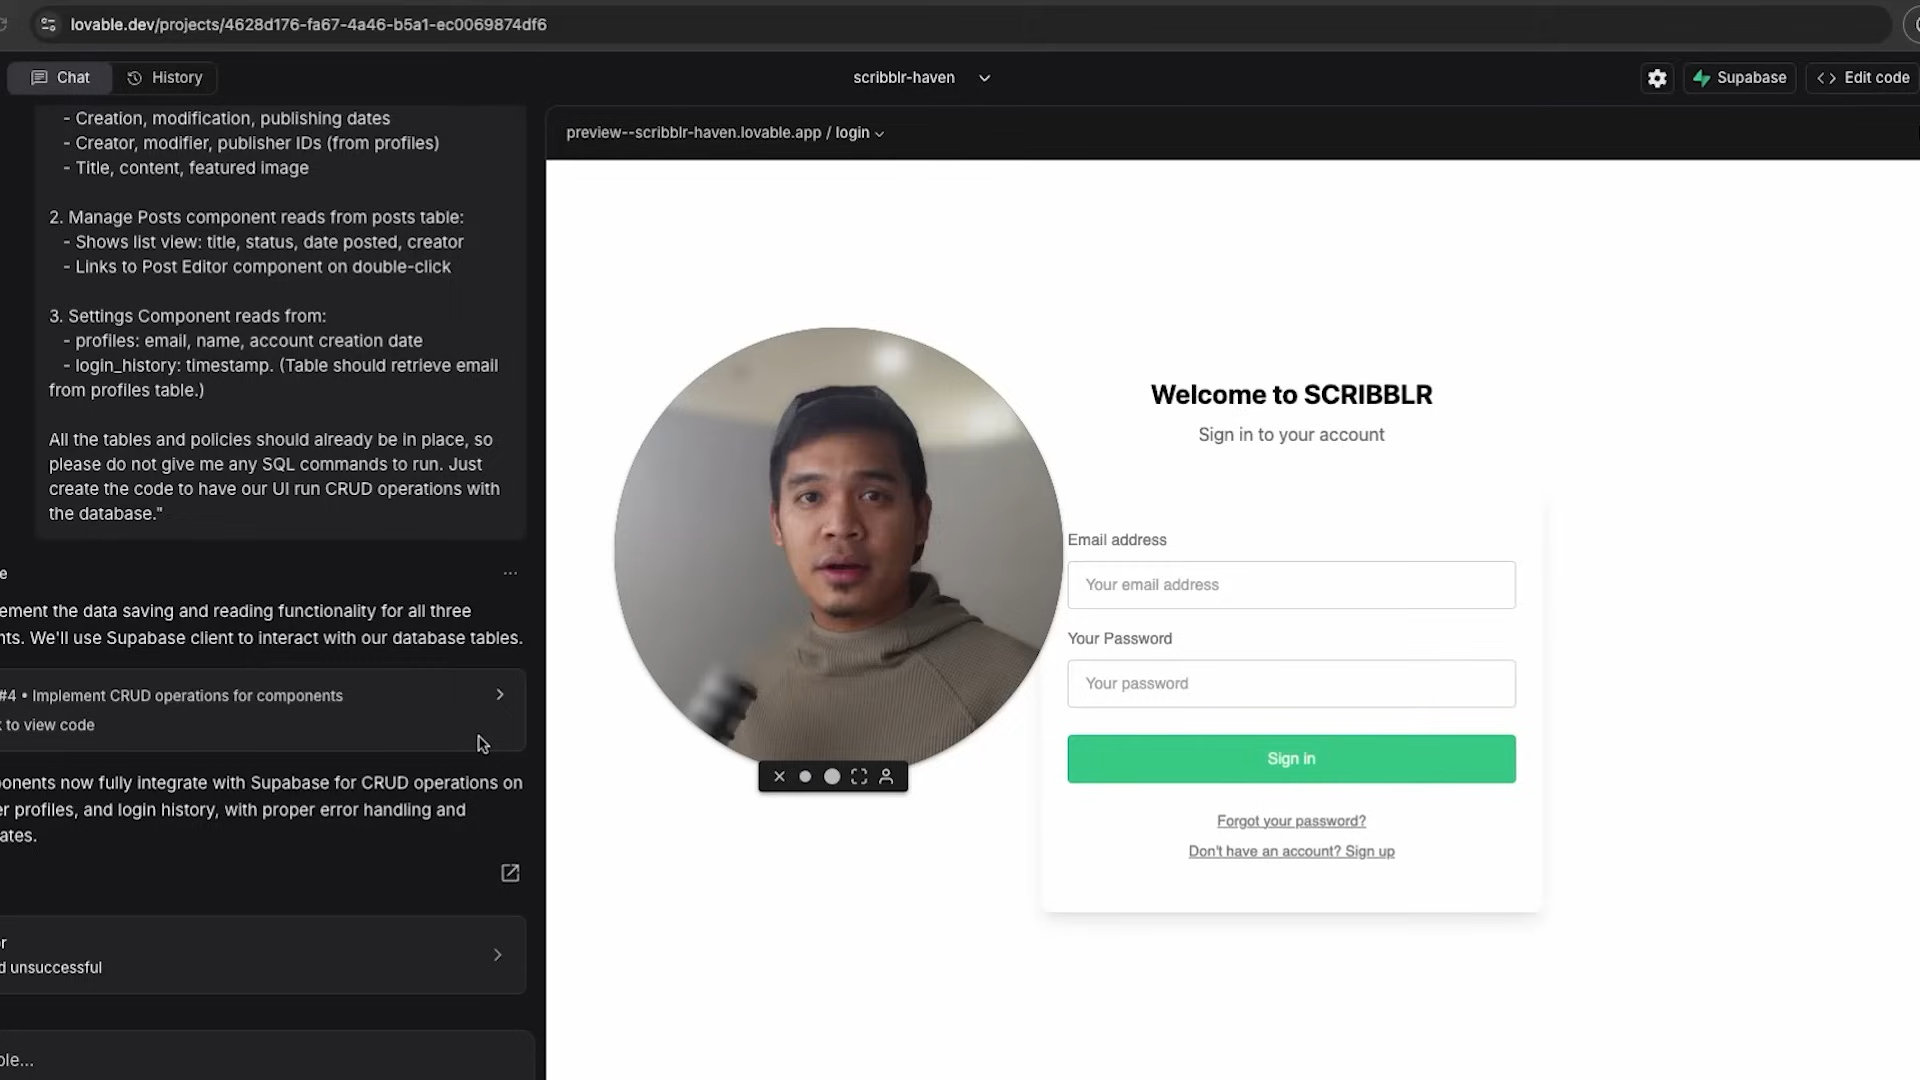 lovable.dev/projects/4628d176-fa67-4a46-b5a1-ec0069874df6
Chat
History
scribblr-haven
Supabase
Edit code
- Creation, modification, publishing dates
- Creator, modifier, publisher IDs (from profiles)
- Title, content, featured image
2. Manage Posts component reads from posts table:
- Shows list view: title, status, date posted, creator
- Links to Post Editor component on double-click
3. Settings Component reads from:
- profiles: email, name, account creation date
- login_history: timestamp. (Table should retrieve email
from profiles table.)
All the tables and policies should already be in place, so
please do not give me any SQL commands to run. Just
create the code to have our UI run CRUD operations with
the database."
e
ement the data saving and reading functionality for all three
nts. We'll use Supabase client to interact with our database tables.
#4 • Implement CRUD operations for components
to view code
onents now fully integrate with Supabase for CRUD operations on
er profiles, and login history, with proper error handling and
ates.
or
d unsuccessful
ble...
preview--scribblr-haven.lovable.app / login
Welcome to SCRIBBLR
Sign in to your account
Email address
Your email address
Your Password
Your password
Sign in
Forgot your password?
Don't have an account? Sign up